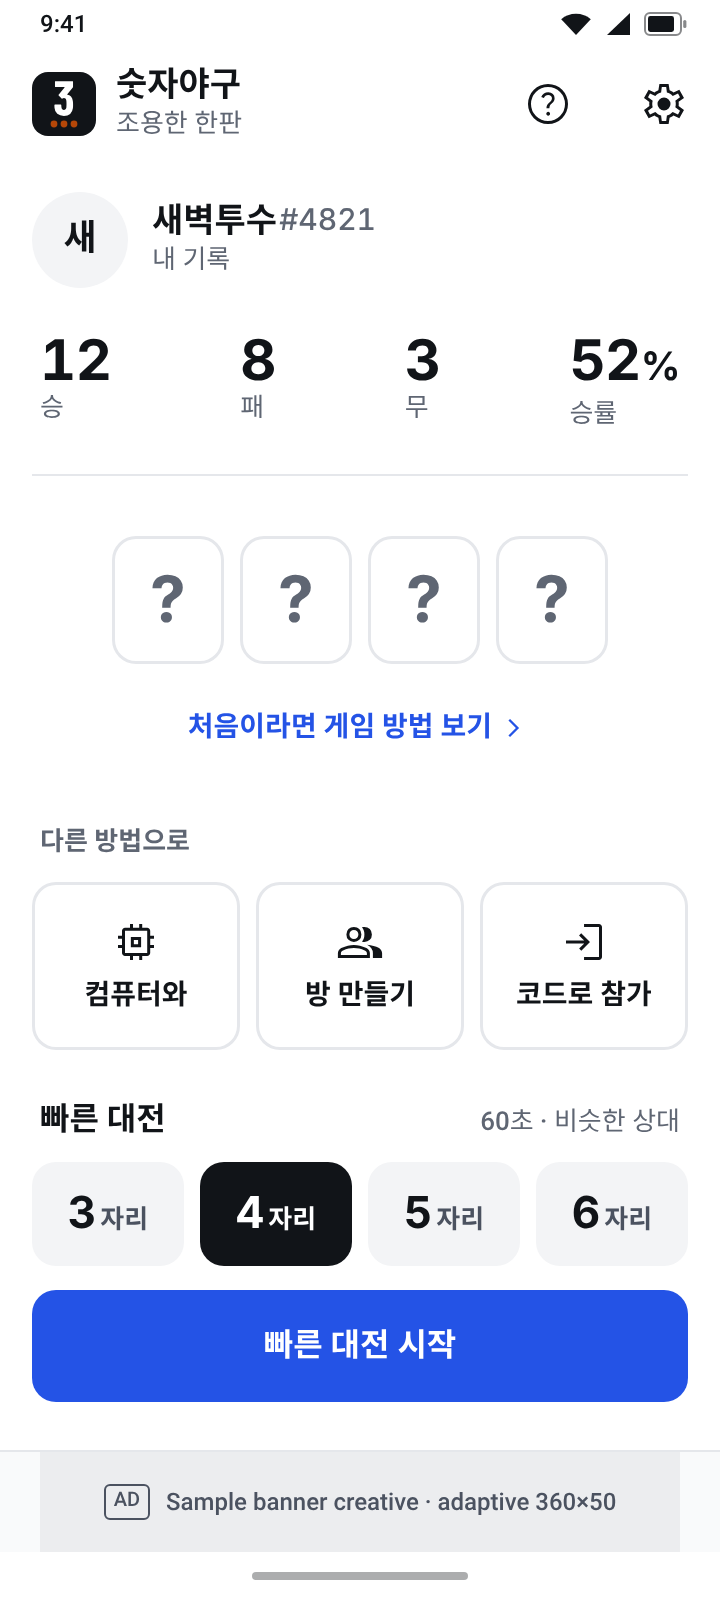 9:41
3
숫자야구
조용한 한판
새
새벽투수#4821
내 기록
12 8 3 52%
승 패 무 승률
? ? ? ?
처음이라면 게임 방법 보기
다른 방법으로
컴퓨터와 방 만들기 코드로 참가
빠른 대전 60초 · 비슷한 상대
3자리 4자리 5자리 6자리
빠른 대전 시작
AD Sample banner creative · adaptive 360×50